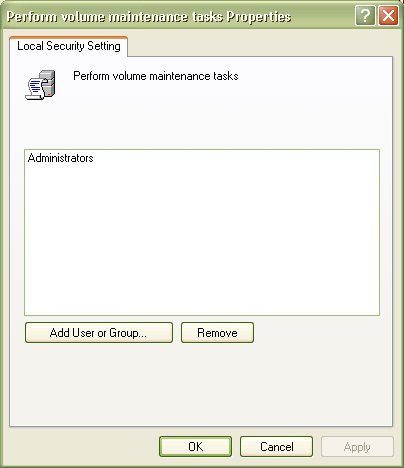 Perform volume maintenance tasks Properties
Local Security Setting
Perform volume maintenance tasks
Administrators
Add User or Group...
Remove
OK
Cancel
Apply